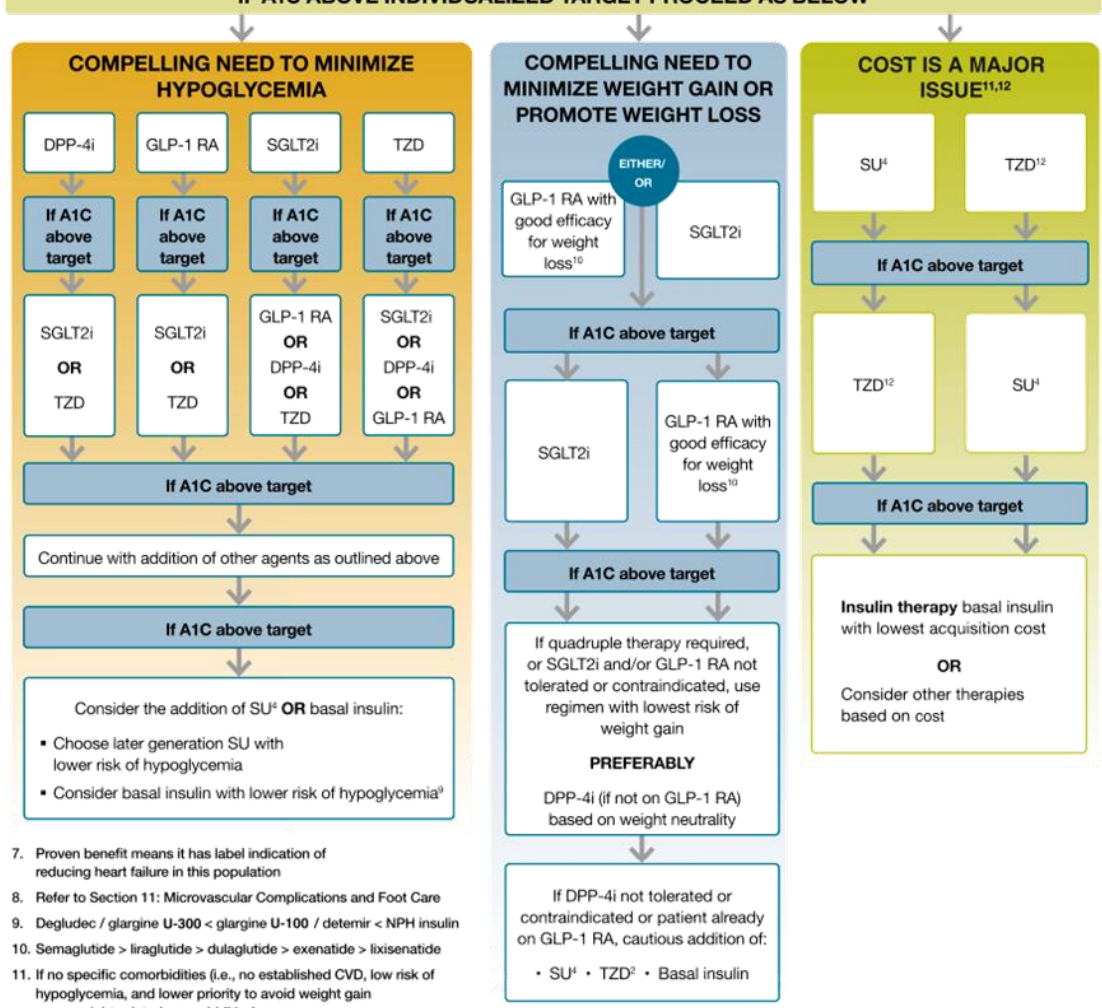 IF A1C ABOVE INDIVIDUALIZED TARGET PROCEED AS BELOW
COMPELLING NEED TO MINIMIZE
HYPOGLYCEMIA
DPP-4i
GLP-1 RA
SGLT2i
TZD
If A1C
above
target
If A1C
above
target
If A1C
above
target
If A1C
above
target
SGLT2i
OR
TZD
SGLT2i
OR
TZD
GLP-1 RA
OR
DPP-4i
OR
TZD
SGLT2i
OR
DPP-4i
OR
GLP-1 RA
If A1C above target
Continue with addition of other agents as outlined above
If A1C above target
Consider the addition of SU⁴ OR basal insulin:
▪ Choose later generation SU with
lower risk of hypoglycemia
▪ Consider basal insulin with lower risk of hypoglycemia⁹
COMPELLING NEED TO
MINIMIZE WEIGHT GAIN OR
PROMOTE WEIGHT LOSS
EITHER/
OR
GLP-1 RA with
good efficacy
for weight
loss¹⁰
SGLT2i
If A1C above target
SGLT2i
GLP-1 RA with
good efficacy
for weight
loss¹⁰
If A1C above target
If quadruple therapy required,
or SGLT2i and/or GLP-1 RA not
tolerated or contraindicated, use
regimen with lowest risk of
weight gain
PREFERABLY
DPP-4i (if not on GLP-1 RA)
based on weight neutrality
If DPP-4i not tolerated or
contraindicated or patient already
on GLP-1 RA, cautious addition of:
• SU⁴ • TZD² • Basal insulin
COST IS A MAJOR
ISSUE¹¹,¹²
SU⁴
TZD¹²
If A1C above target
TZD¹²
SU⁴
If A1C above target
Insulin therapy basal insulin
with lowest acquisition cost
OR
Consider other therapies
based on cost
7. Proven benefit means it has label indication of
reducing heart failure in this population
8. Refer to Section 11: Microvascular Complications and Foot Care
9. Degludec / glargine U-300 < glargine U-100 / detemir < NPH insulin
10. Semaglutide > liraglutide > dulaglutide > exenatide > lixisenatide
11. If no specific comorbidities (i.e., no established CVD, low risk of
hypoglycemia, and lower priority to avoid weight gain